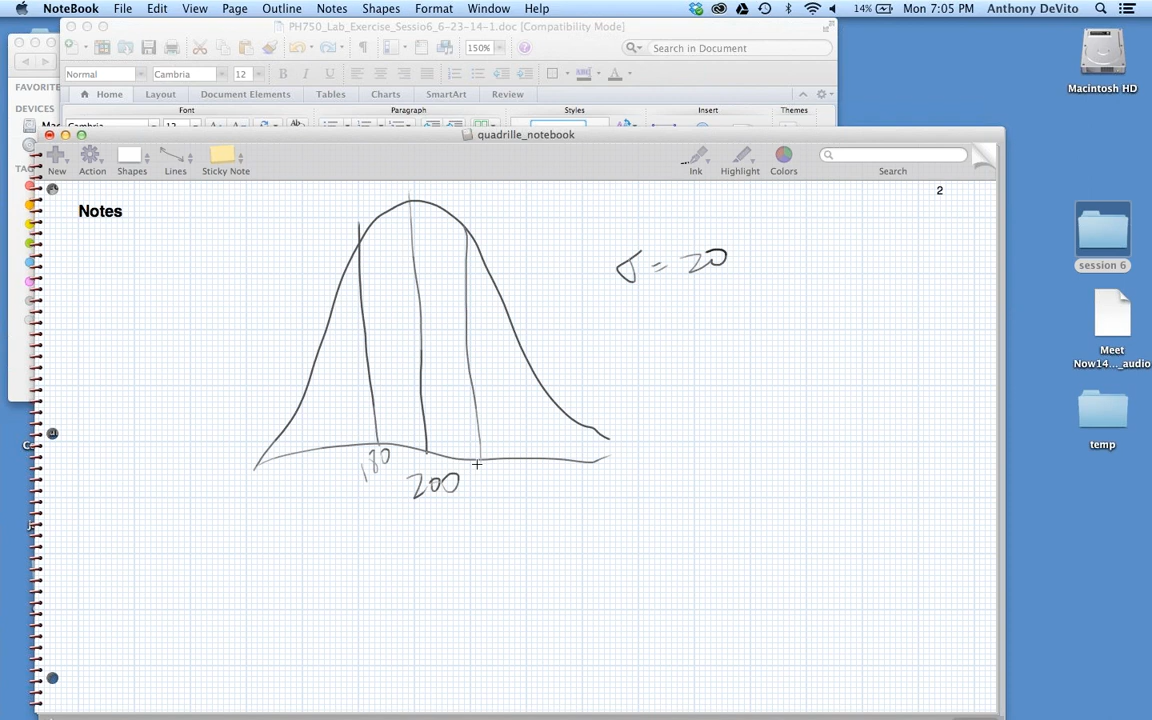 NoteBook File Edit View Page Outline Notes Shapes Format Window Help 14% Mon 7:05 PM Anthony DeVito
PH750_Lab_Exercise_Sessio6_6-23-14-1.doc [Compatibility Mode]
150% Search in Document
Normal Cambria 12 B I U
Home Layout Document Elements Tables Charts SmartArt Review
Font Paragraph Styles Insert Themes
FAVORITE
DEVICES
TAG
quadrille_notebook
New Action Shapes Lines Sticky Note Ink Highlight Colors Search
2
Notes
σ = 20
180
200
Macintosh HD
session 6
Meet
Now14..._audio
temp